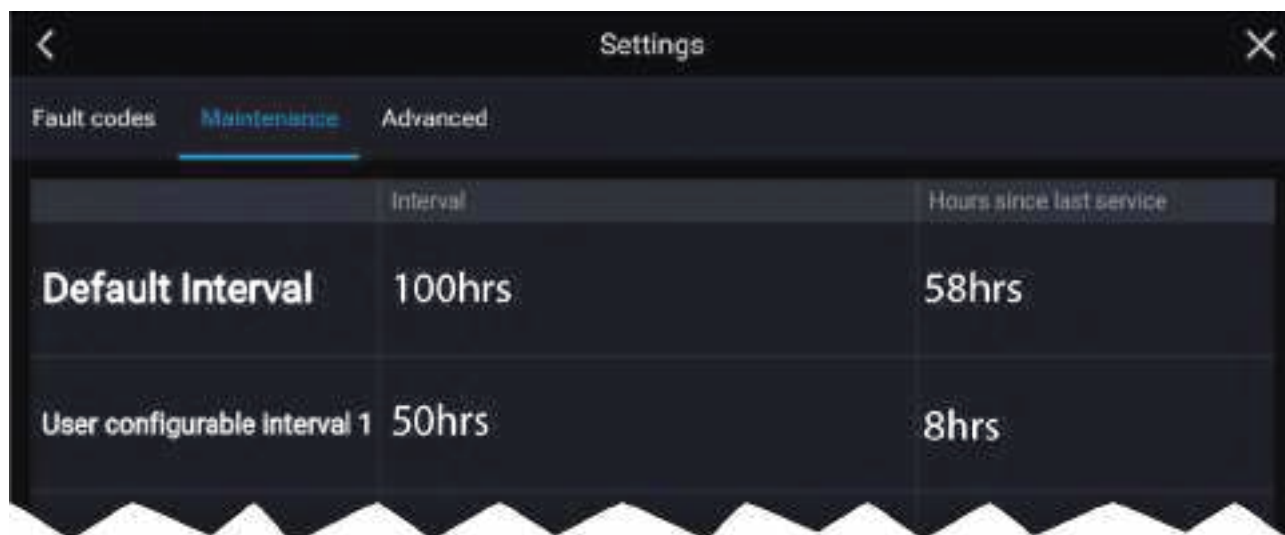 Settings
Fault codes Maintenance Advanced
Interval Hours since last service
Default Interval 100hrs 58hrs
User configurable interval 1 50hrs 8hrs